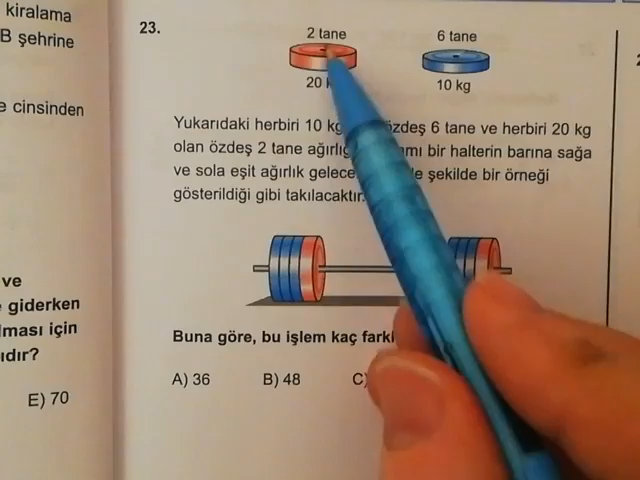 kiralama
B şehrine
e cinsinden
ve
giderken
lması için
ıdır?
E) 70
23.
2 tane
6 tane
20 k
10 kg
Yukarıdaki herbiri 10 kg özdeş 6 tane ve herbiri 20 kg
olan özdeş 2 tane ağırlığ amı bir halterin barına sağa
ve sola eşit ağırlık gelece şekilde bir örneği
gösterildiği gibi takılacaktır.
Buna göre, bu işlem kaç farkl
A) 36
B) 48
C)